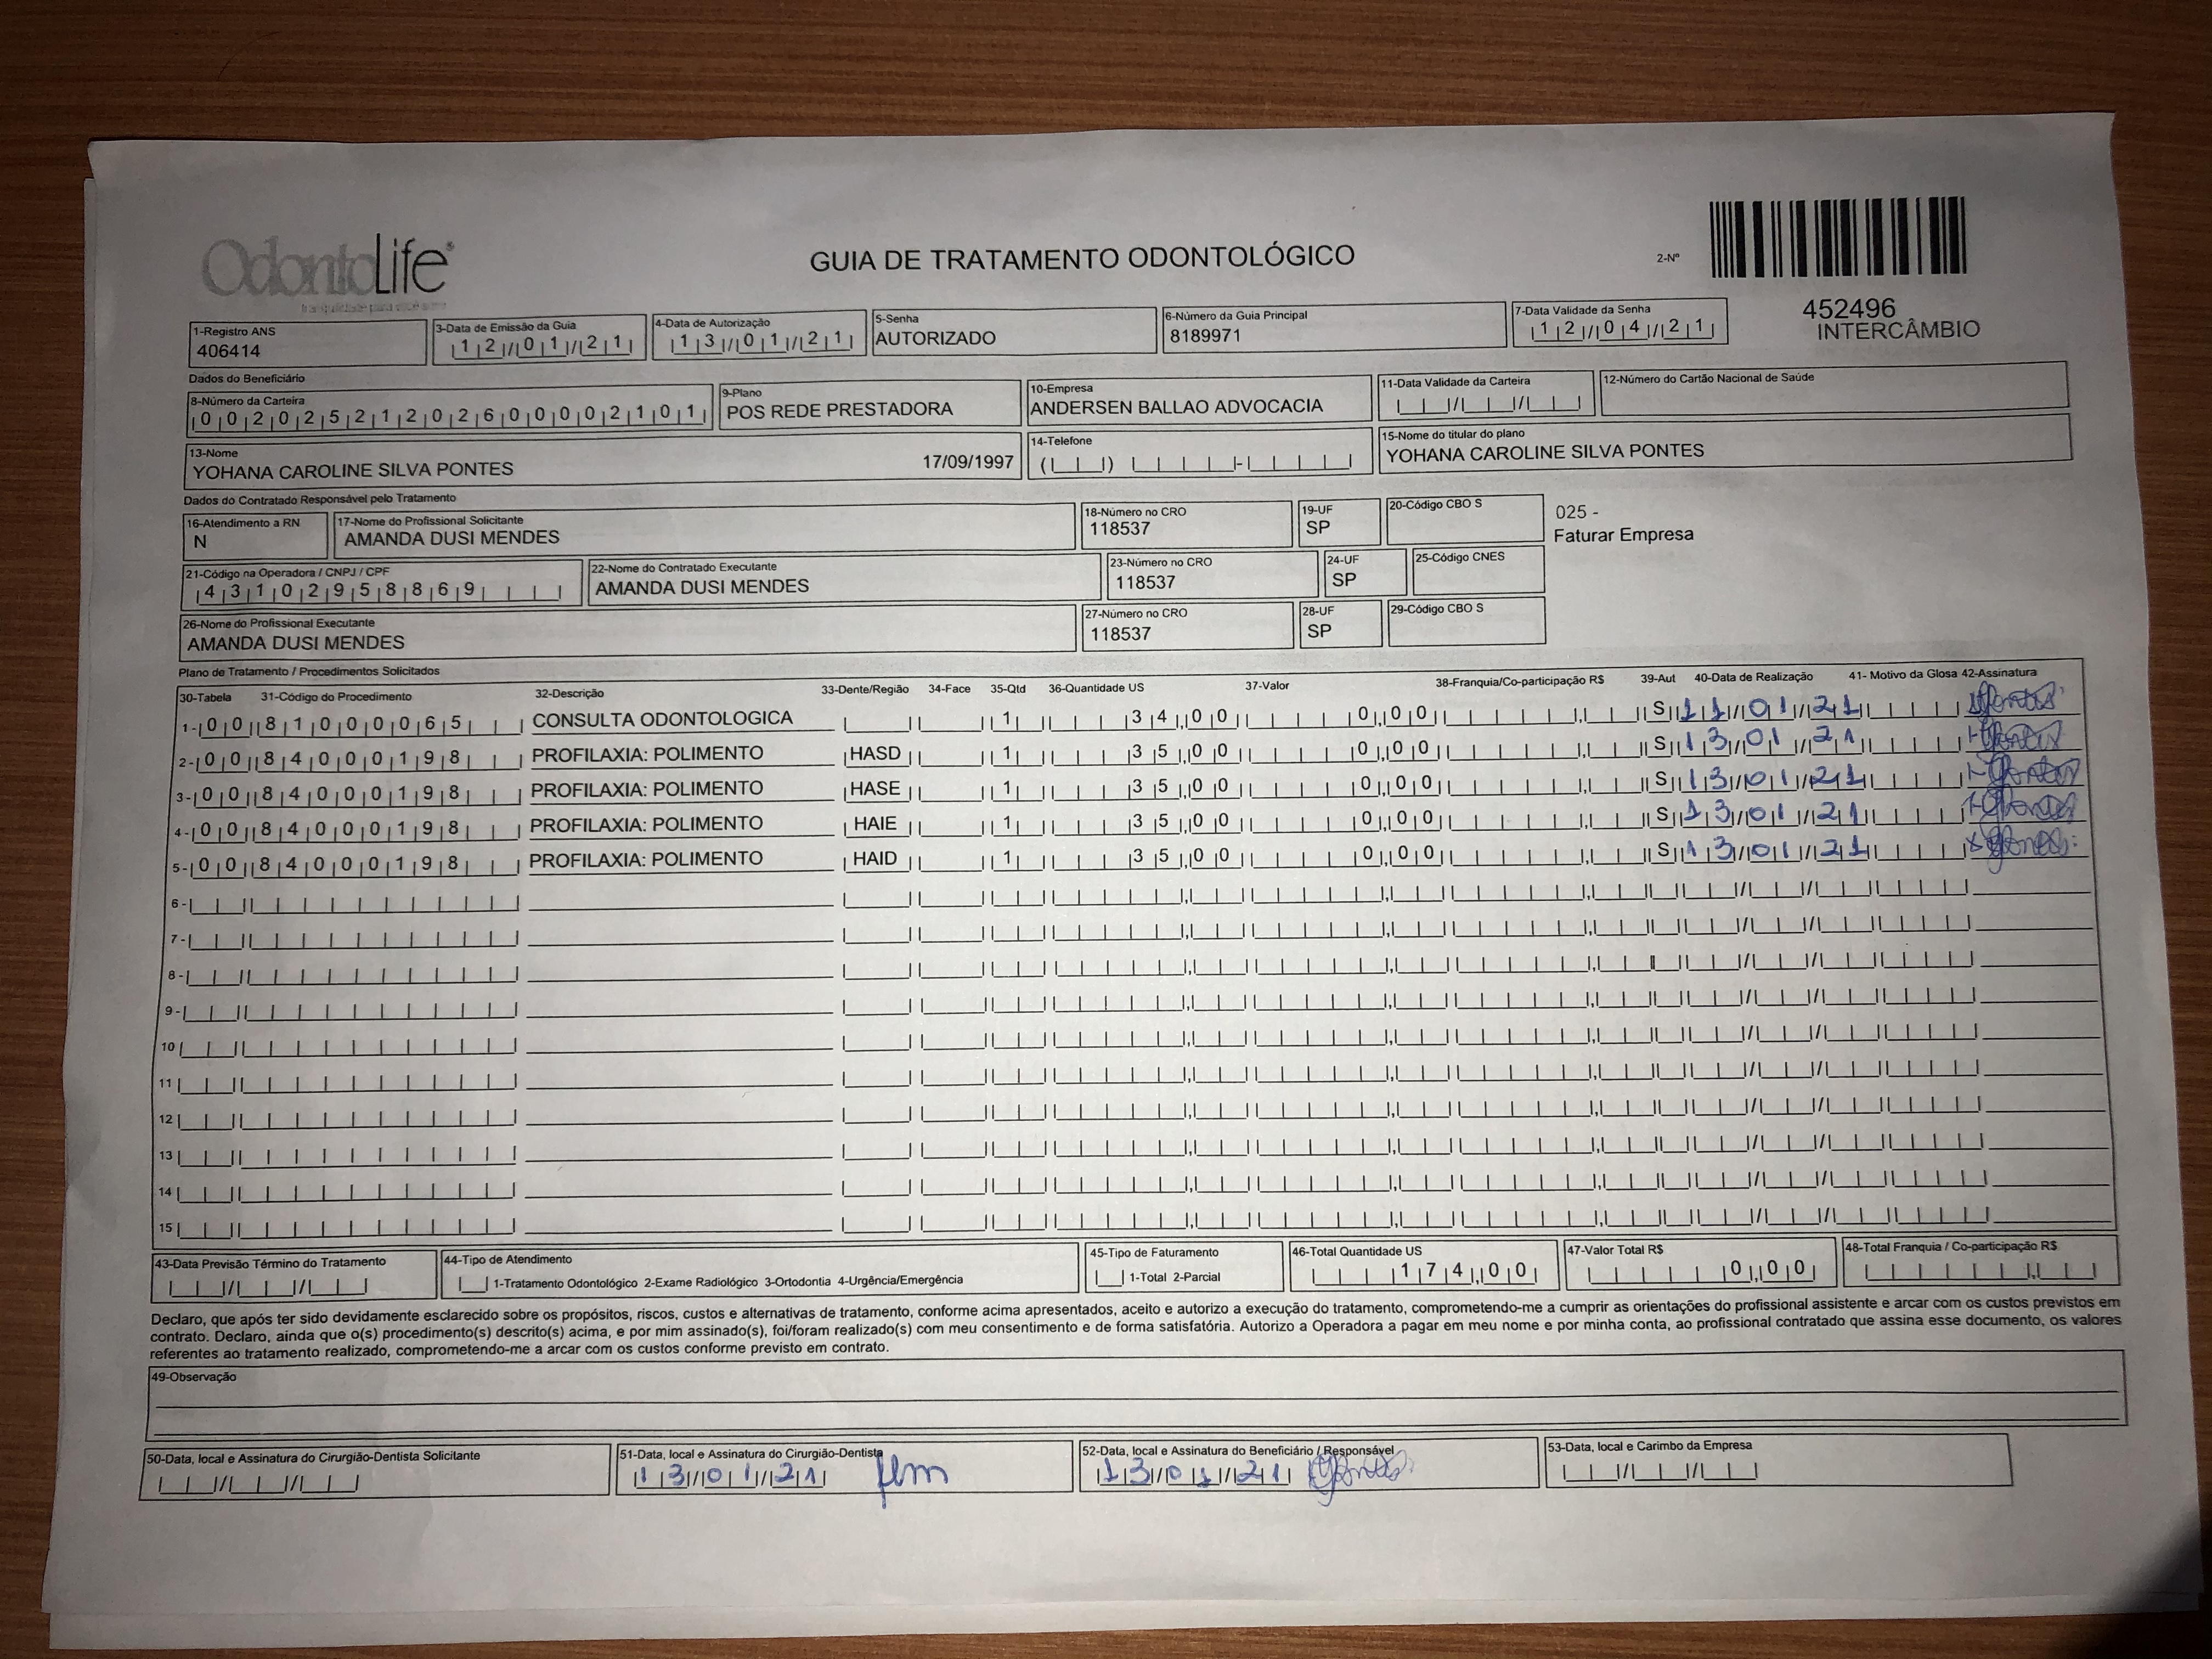 OdontoLife®
GUIA DE TRATAMENTO ODONTOLÓGICO
2-Nº
452496
INTERCÂMBIO
1-Registro ANS
406414
3-Data de Emissão da Guia
12/01/21
4-Data de Autorização
13/01/21
5-Senha
AUTORIZADO
6-Número da Guia Principal
8189971
7-Data Validade da Senha
12/04/21
Dados do Beneficiário
8-Número da Carteira
00202521202600002101
9-Plano
POS REDE PRESTADORA
10-Empresa
ANDERSEN BALLAO ADVOCACIA
11-Data Validade da Carteira
12-Número do Cartão Nacional de Saúde
13-Nome
YOHANA CAROLINE SILVA PONTES 17/09/1997
14-Telefone
15-Nome do titular do plano
YOHANA CAROLINE SILVA PONTES
Dados do Contratado Responsável pelo Tratamento
16-Atendimento a RN
N
17-Nome do Profissional Solicitante
AMANDA DUSI MENDES
18-Número no CRO
118537
19-UF
SP
20-Código CBO S
025 -
Faturar Empresa
21-Código na Operadora / CNPJ / CPF
43102958869
22-Nome do Contratado Executante
AMANDA DUSI MENDES
23-Número no CRO
118537
24-UF
SP
25-Código CNES
26-Nome do Profissional Executante
AMANDA DUSI MENDES
27-Número no CRO
118537
28-UF
SP
29-Código CBO S
Plano de Tratamento / Procedimentos Solicitados
30-Tabela 31-Código do Procedimento 32-Descrição 33-Dente/Região 34-Face 35-Qtd 36-Quantidade US 37-Valor 38-Franquia/Co-participação R$ 39-Aut 40-Data de Realização 41- Motivo da Glosa 42-Assinatura
1- 00 81000065 CONSULTA ODONTOLOGICA 1 34,00 0,00 S 11/01/21 Pontes
2- 00 84000198 PROFILAXIA: POLIMENTO HASD 1 35,00 0,00 S 13/01/21 Pontes
3- 00 84000198 PROFILAXIA: POLIMENTO HASE 1 35,00 0,00 S 13/01/21 Pontes
4- 00 84000198 PROFILAXIA: POLIMENTO HAIE 1 35,00 0,00 S 13/01/21 Pontes
5- 00 84000198 PROFILAXIA: POLIMENTO HAID 1 35,00 0,00 S 13/01/21 Pontes
6-
7-
8-
9-
10
11
12
13
14
15
43-Data Previsão Término do Tratamento
44-Tipo de Atendimento
1-Tratamento Odontológico 2-Exame Radiológico 3-Ortodontia 4-Urgência/Emergência
45-Tipo de Faturamento
1-Total 2-Parcial
46-Total Quantidade US
174,00
47-Valor Total R$
0,00
48-Total Franquia / Co-participação R$
Declaro, que após ter sido devidamente esclarecido sobre os propósitos, riscos, custos e alternativas de tratamento, conforme acima apresentados, aceito e autorizo a execução do tratamento, comprometendo-me a cumprir as orientações do profissional assistente e arcar com os custos previstos em
contrato. Declaro, ainda que o(s) procedimento(s) descrito(s) acima, e por mim assinado(s), foi/foram realizado(s) com meu consentimento e de forma satisfatória. Autorizo a Operadora a pagar em meu nome e por minha conta, ao profissional contratado que assina esse documento, os valores
referentes ao tratamento realizado, comprometendo-me a arcar com os custos conforme previsto em contrato.
49-Observação
50-Data, local e Assinatura do Cirurgião-Dentista Solicitante
51-Data, local e Assinatura do Cirurgião-Dentista
13/01/21
52-Data, local e Assinatura do Beneficiário / Responsável
13/01/21 Pontes
53-Data, local e Carimbo da Empresa